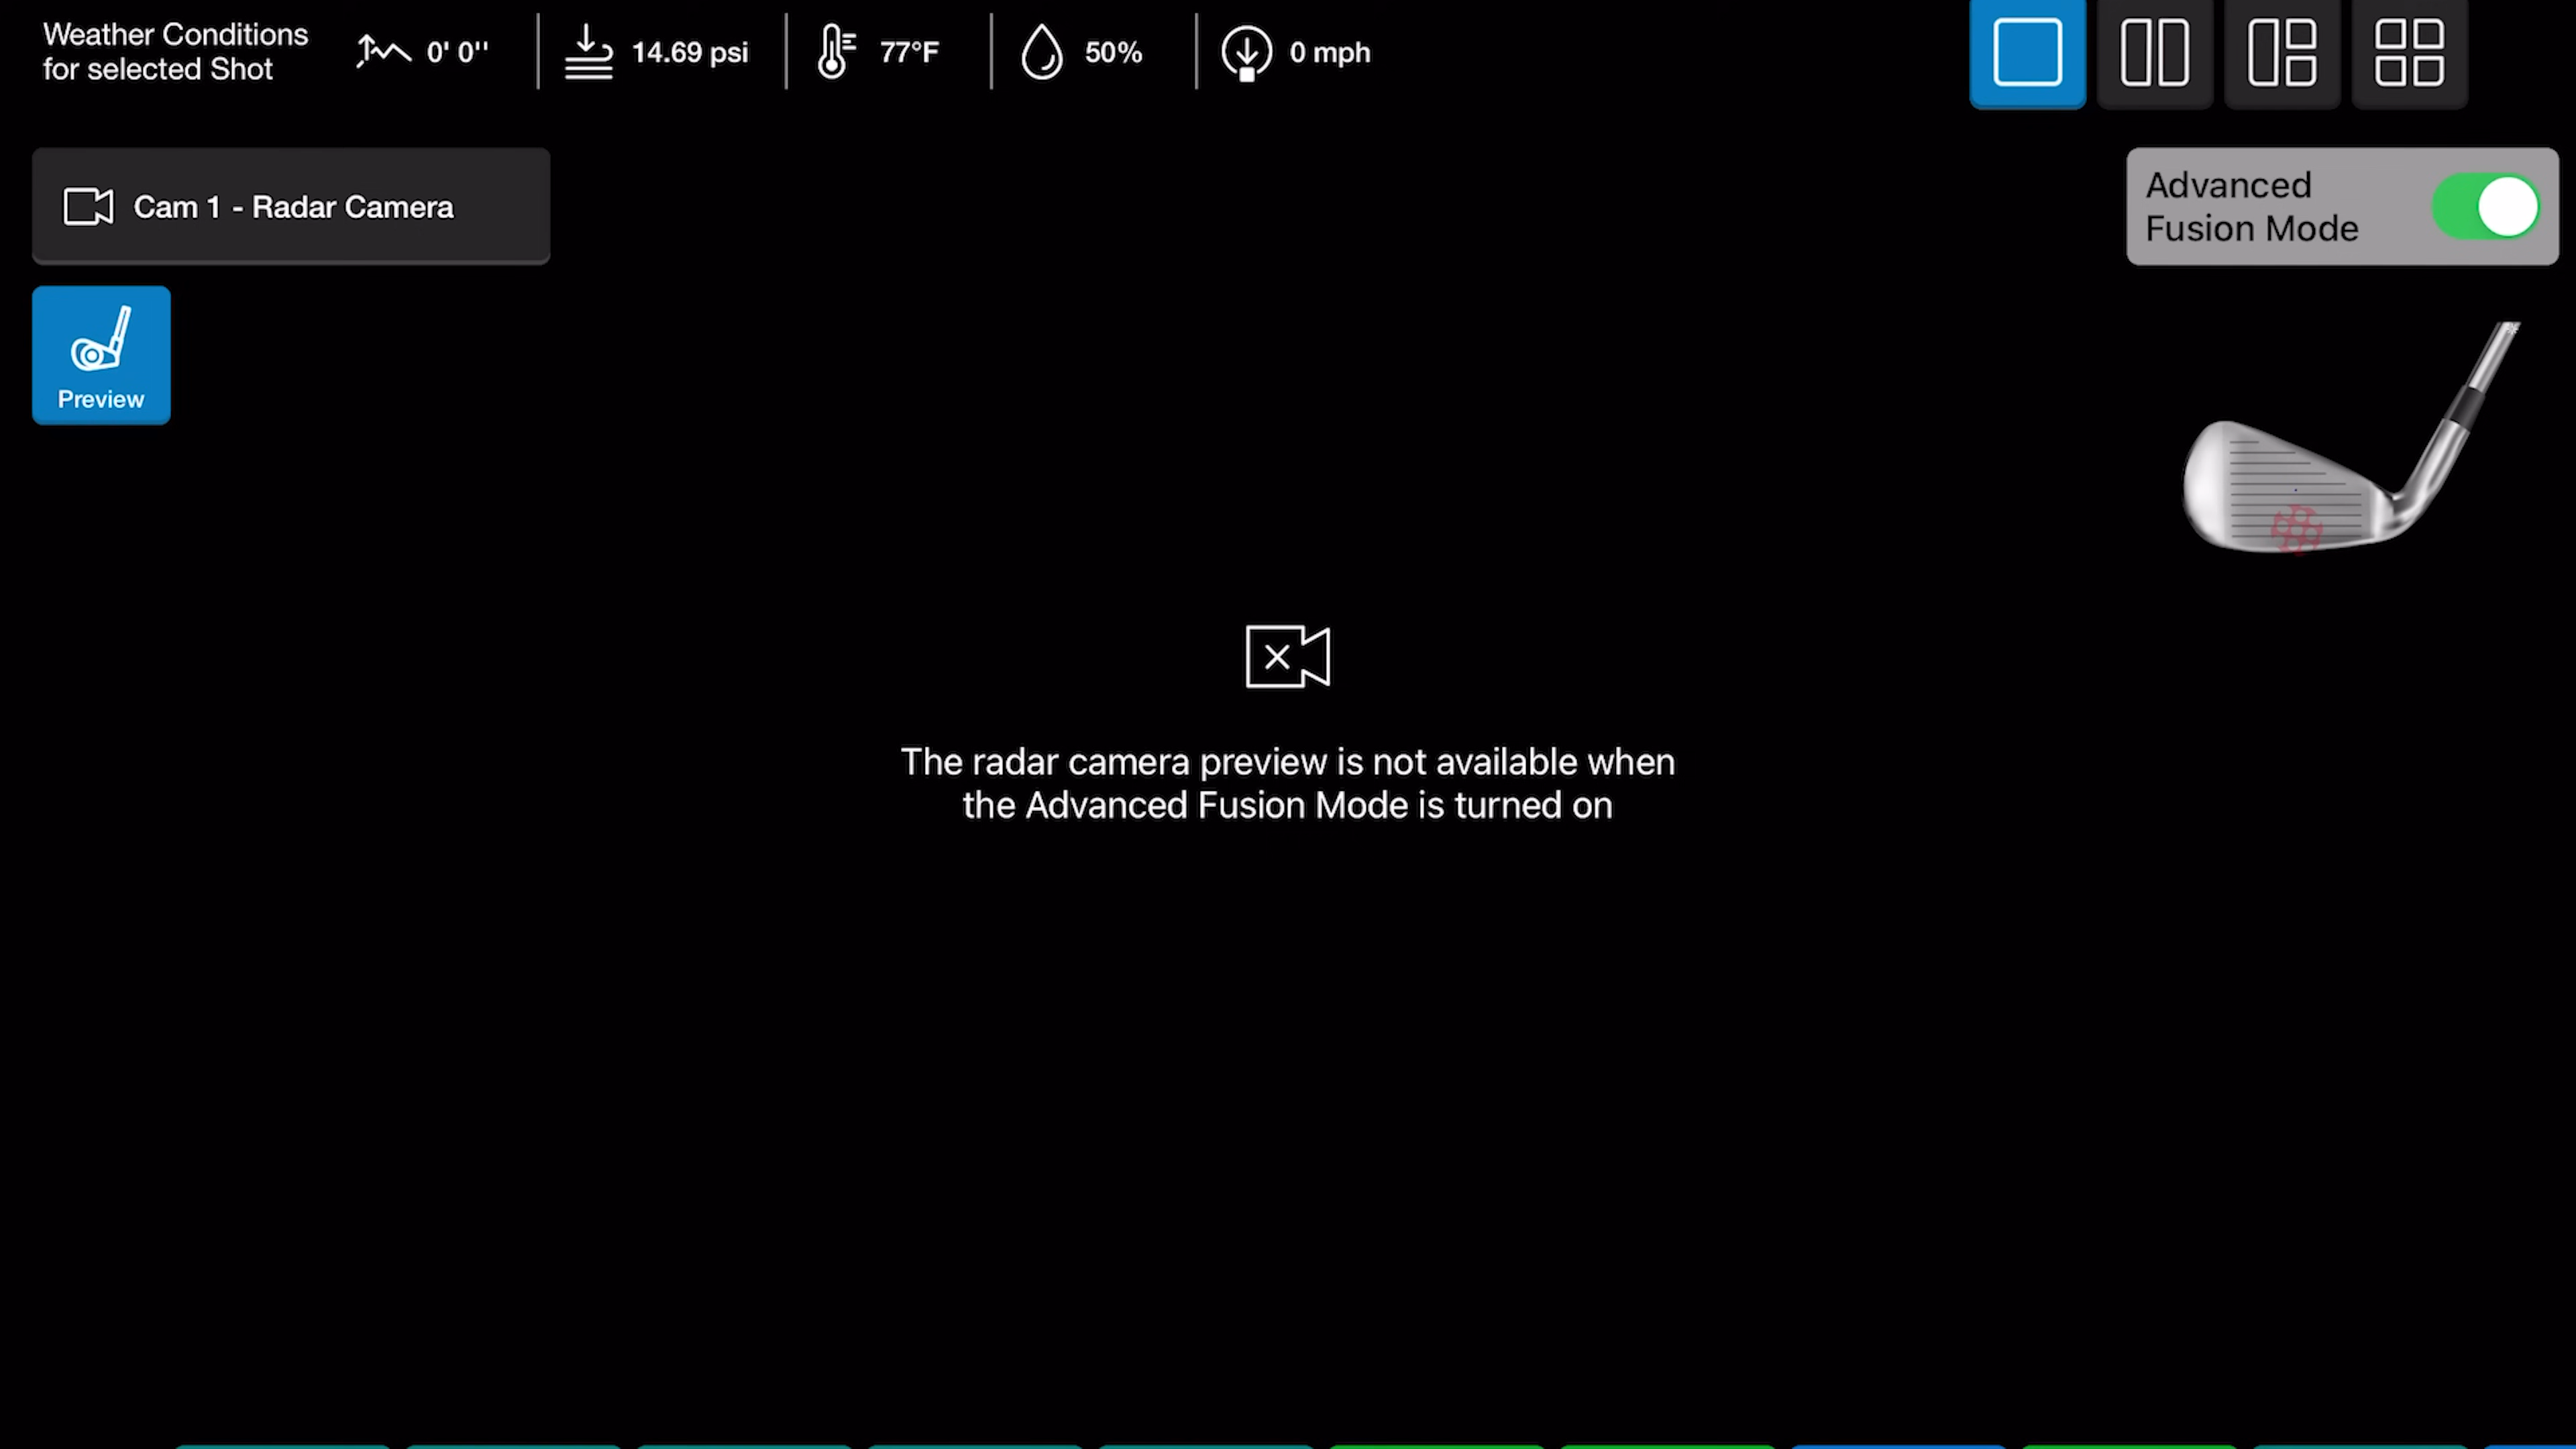 Weather Conditions
for selected Shot
0' 0''
14.69 psi
77°F
50%
0 mph
Cam 1 - Radar Camera
Advanced
Fusion Mode
Preview
The radar camera preview is not available when
the Advanced Fusion Mode is turned on